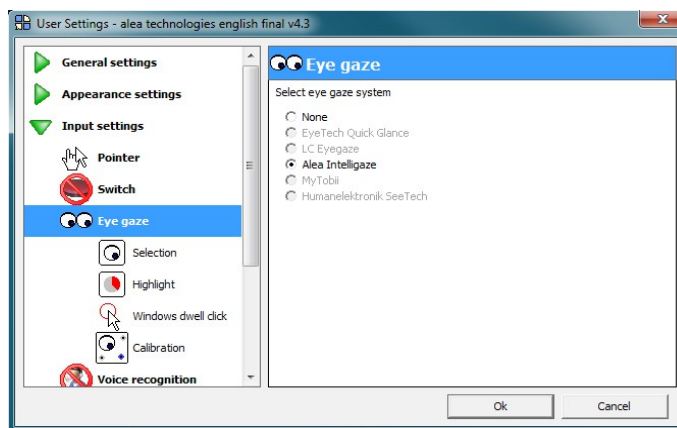 User Settings - alea technologies english final v4.3
General settings
Appearance settings
Input settings
Pointer
Switch
Eye gaze
Selection
Highlight
Windows dwell click
Calibration
Voice recognition
Eye gaze
Select eye gaze system
None
EyeTech Quick Glance
LC Eyegaze
Alea Intelligaze
MyTobii
Humanelektronik SeeTech
Ok
Cancel